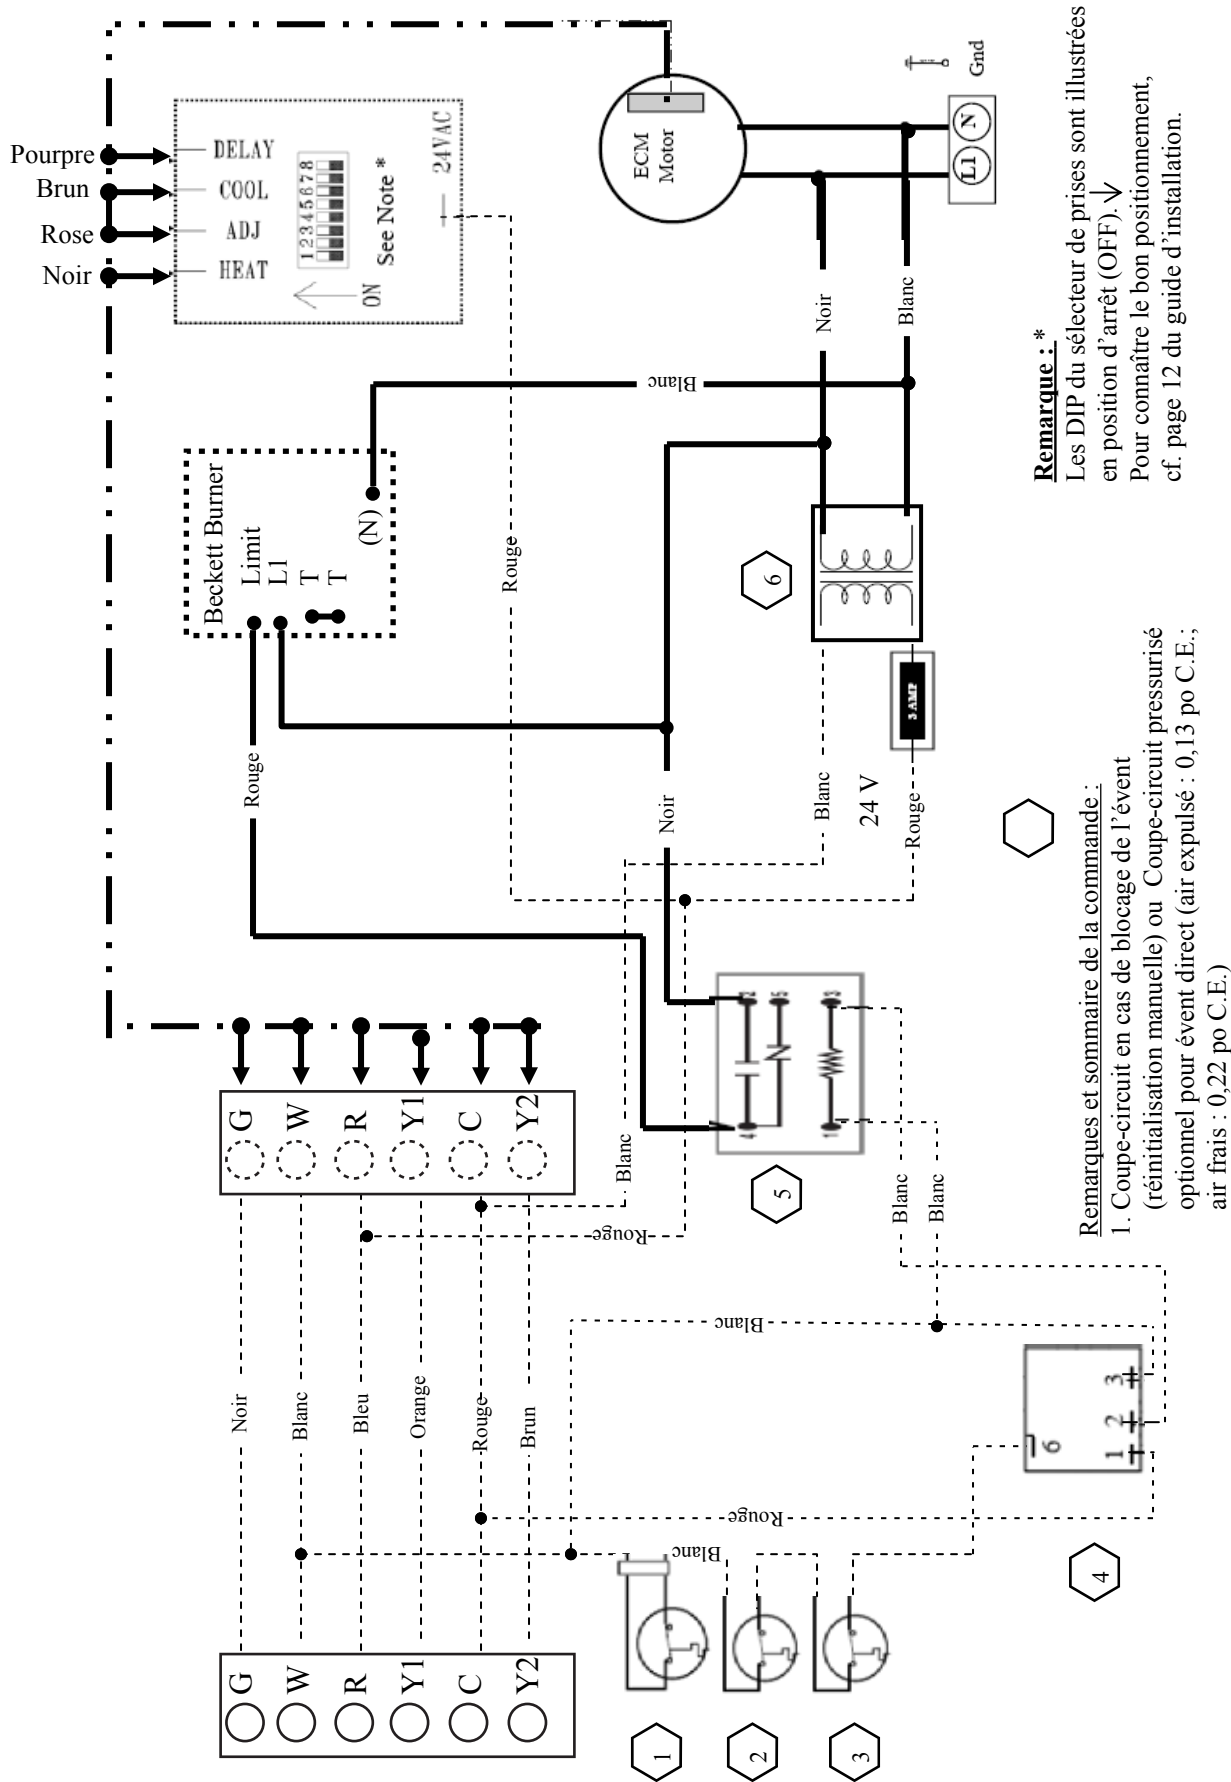 Pourpre
Brun
Rose
Noir
DELAY
COOL
ADJ
HEAT
12345678
ON
See Note *
24VAC
ECM
Motor
L1
N
Gnd
Noir
Blanc
Blanc
Beckett Burner
Limit
L1
T
T
(N)
Rouge
Rouge
Noir
6
3 AMP
Blanc
24 V
Rouge
G
W
R
Y1
C
Y2
Blanc
Rouge
2
5
3
4
1
5
Blanc
Blanc
Blanc
Noir
Blanc
Bleu
Orange
Rouge
Brun
Rouge
Blanc
6
1
2
3
4
G
W
R
Y1
C
Y2
1
2
3
Remarque : *
Les DIP du sélecteur de prises sont illustrées
en position d'arrêt (OFF).
Pour connaître le bon positionnement,
cf. page 12 du guide d'installation.
Remarques et sommaire de la commande :
1. Coupe-circuit en cas de blocage de l'évent
(réinitialisation manuelle) ou Coupe-circuit pressurisé
optionnel pour évent direct (air expulsé : 0,13 po C.E.;
air frais : 0,22 po C.E.)